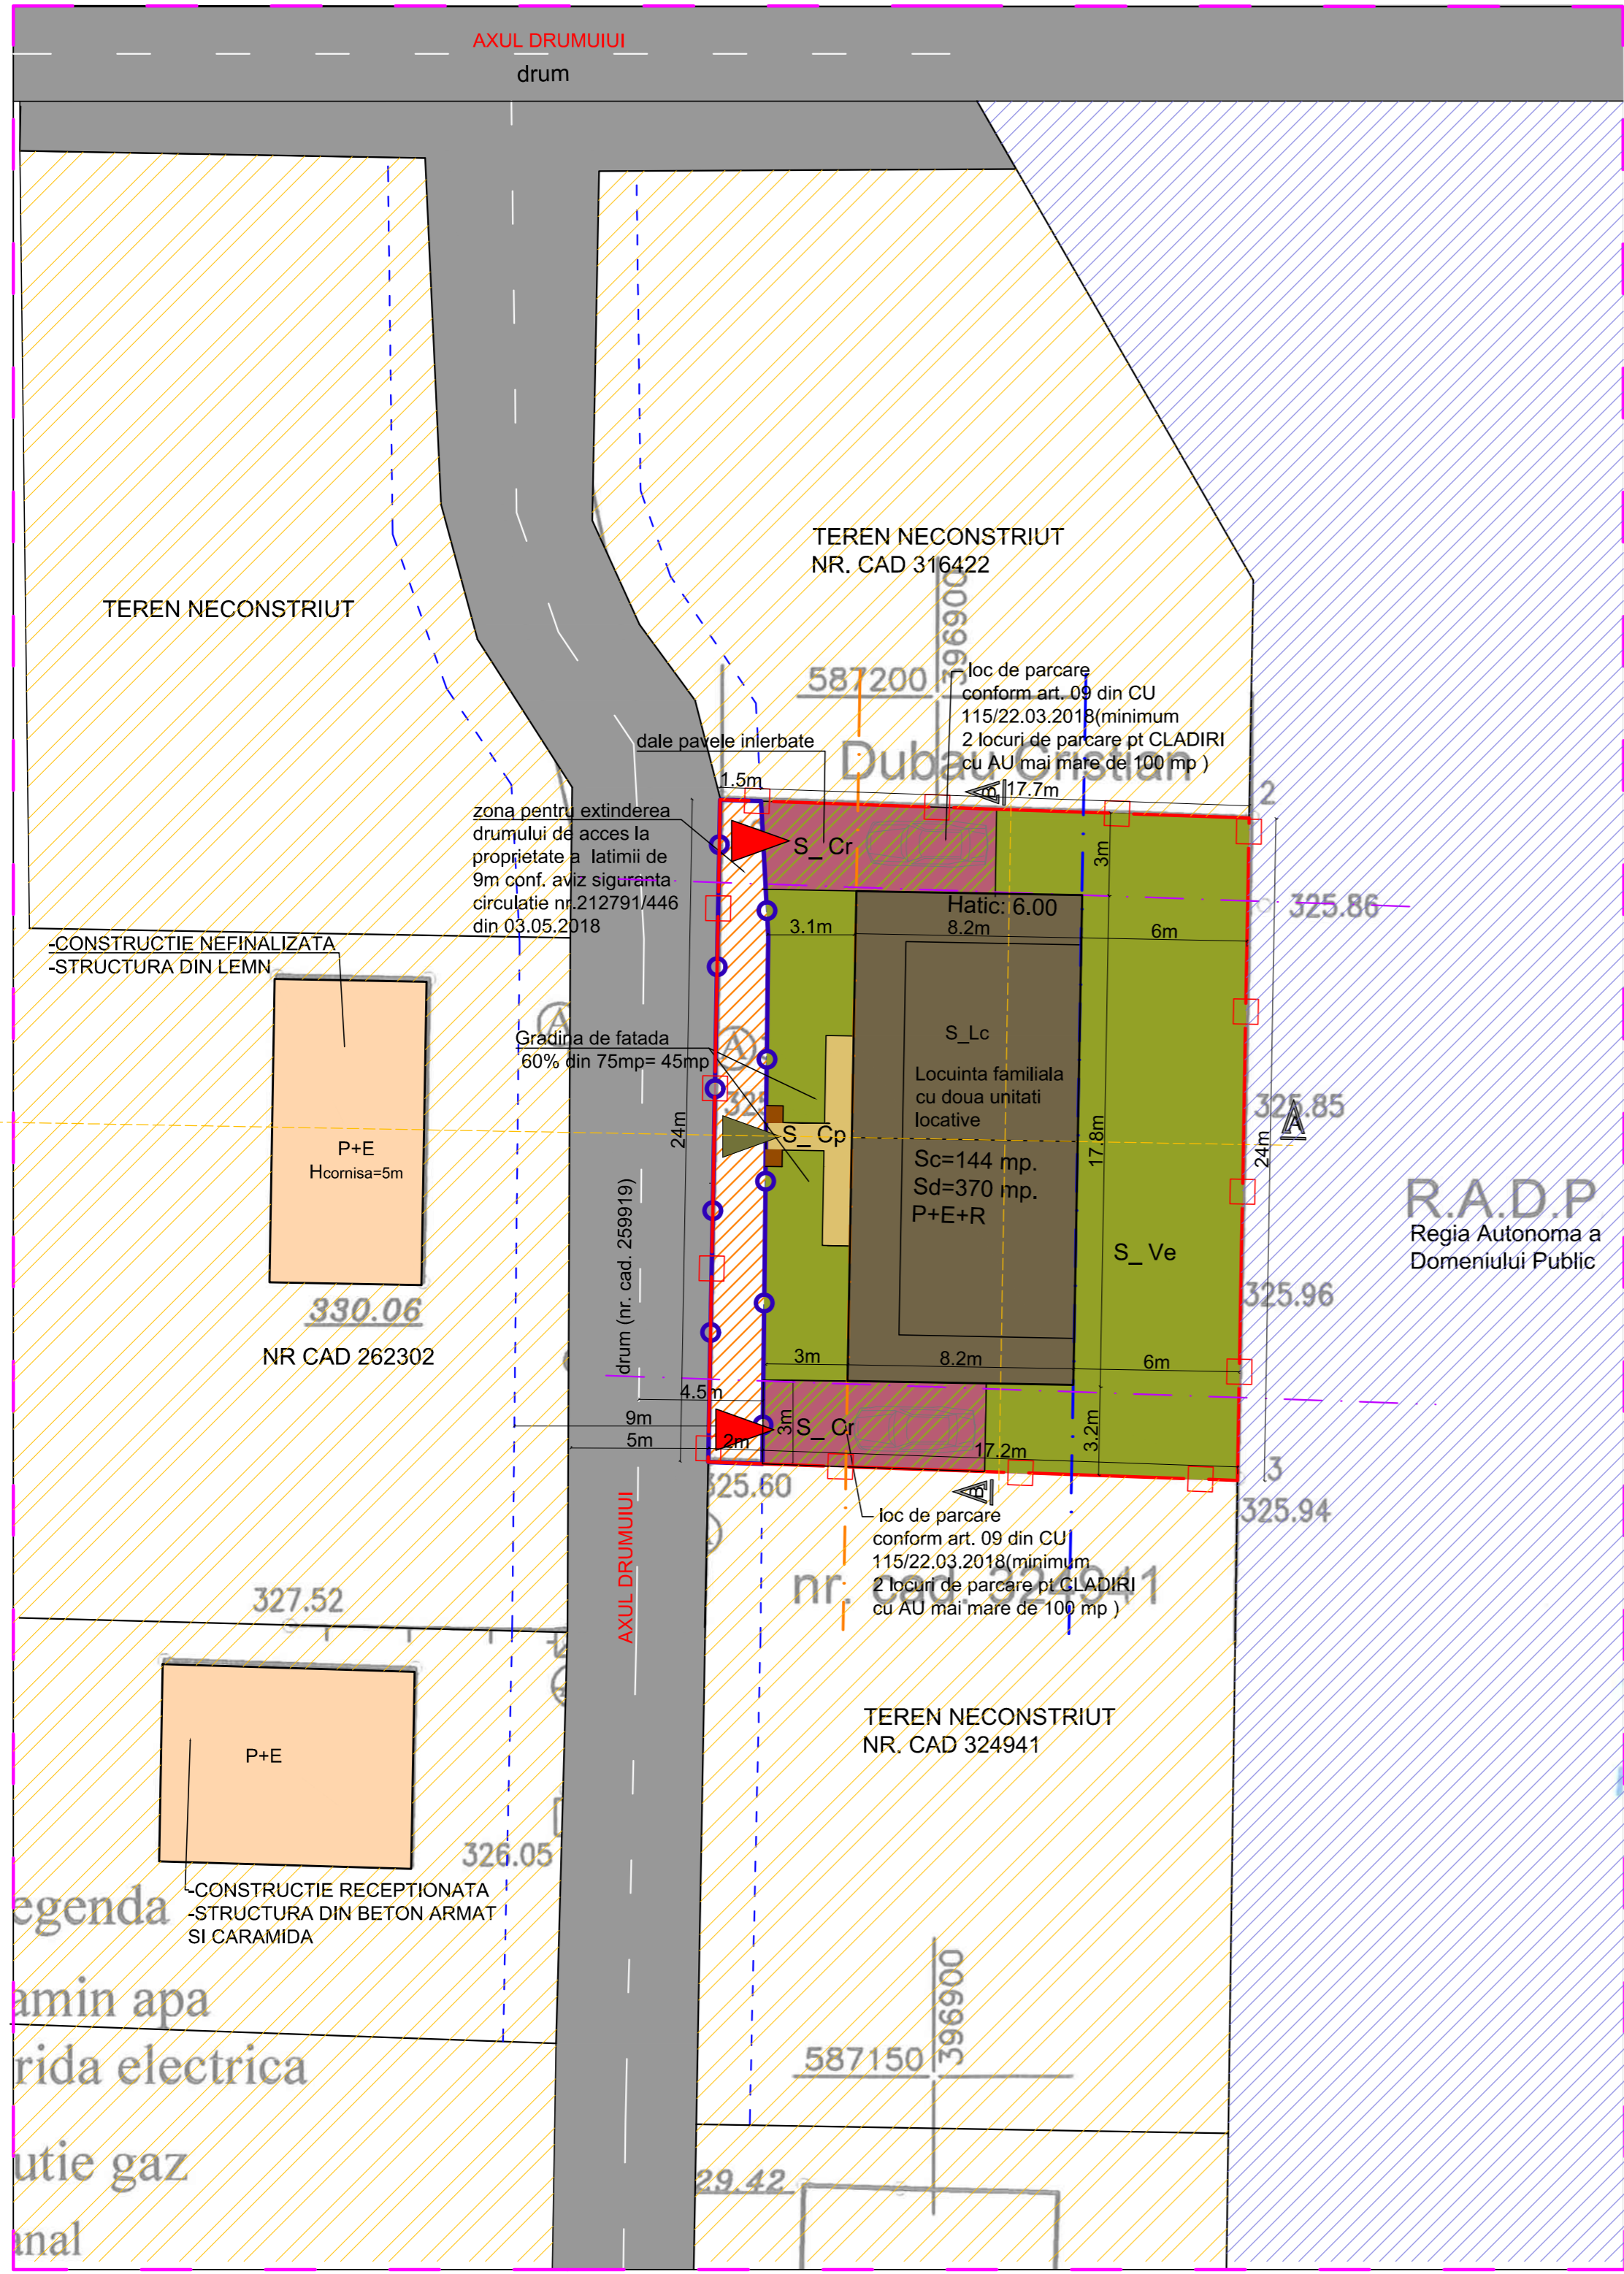 AXUL DRUMUIUI
drum
TEREN NECONSTRIUT
NR. CAD 316422
TEREN NECONSTRIUT
396900
587200
loc de parcare
conform art. 09 din CU
115/22.03.2018(minimum
2 locuri de parcare pt CLADIRI
cu AU mai mare de 100 mp )
dale pavele inierbate
Dubau Cristian
1.5m
17.7m
B
2
zona pentru extinderea
drumului de acces la
proprietate a latimii de
9m conf. aviz siguranta
circulatie nr.212791/446
din 03.05.2018
S_ Cr
3m
325.86
Hatic: 6.00
3.1m
8.2m
6m
-CONSTRUCTIE NEFINALIZATA
-STRUCTURA DIN LEMN
A
A
Gradina de fatada
60% din 75mp= 45mp
S_Lc
Locuinta familiala
cu doua unitati
locative
Sc=144 mp.
Sd=370 mp.
P+E+R
325.85
A
24m
S_ Cp
17.8m
24m
P+E
Hcornisa=5m
drum (nr. cad. 259919)
R.A.D.P
Regia Autonoma a
Domeniului Public
S_ Ve
325.96
330.06
NR CAD 262302
3m
8.2m
6m
4.5m
9m
5m
2m
3m
S_ Cr
17.2m
3.2m
3
325.60
325.94
B
AXUL DRUMUIUI
loc de parcare
conform art. 09 din CU
115/22.03.2018(minimum
2 locuri de parcare pt CLADIRI
cu AU mai mare de 100 mp )
nr. cad. 324941
327.52
TEREN NECONSTRIUT
NR. CAD 324941
P+E
326.05
-CONSTRUCTIE RECEPTIONATA
-STRUCTURA DIN BETON ARMAT
SI CARAMIDA
egenda
amin apa
rida electrica
utie gaz
anal
396900
587150
29.42